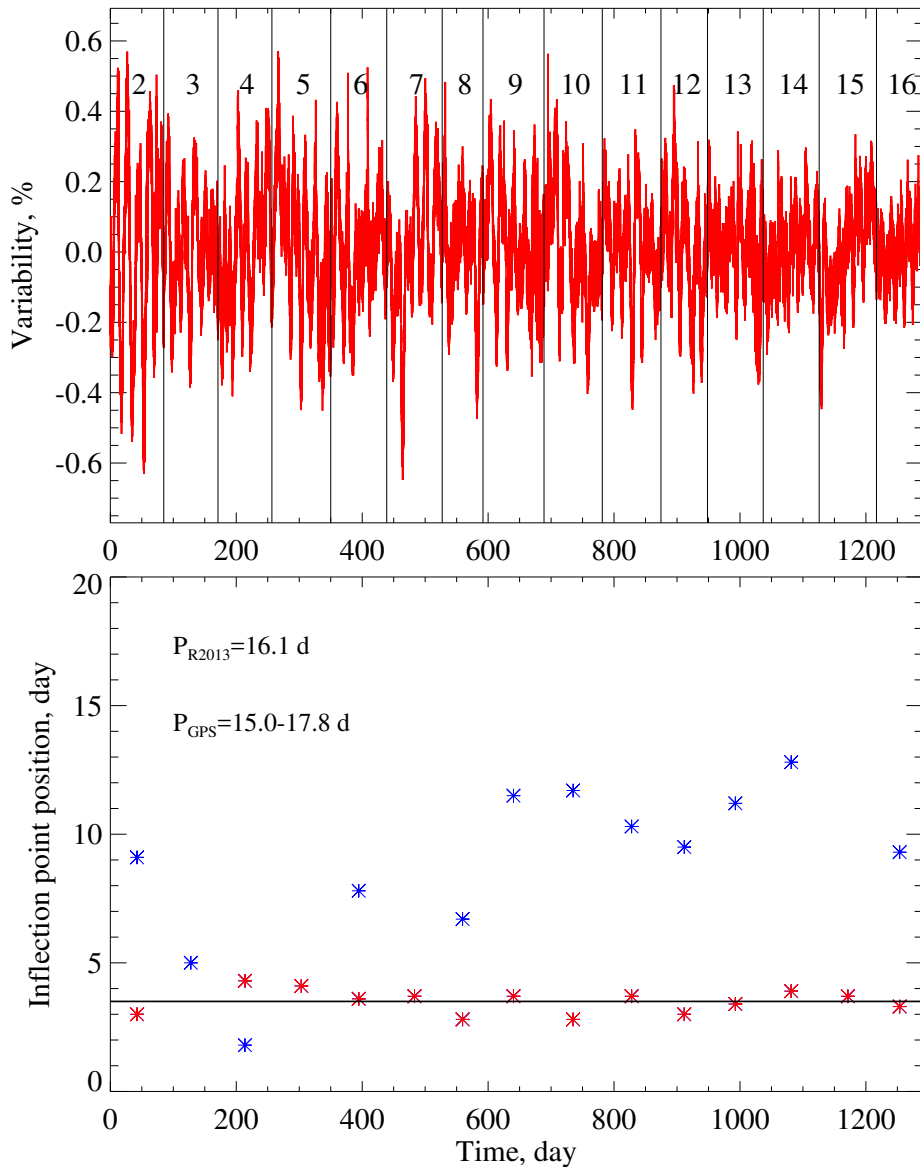 0.6
2 3 4 5 6 7 8 9 10 11 12 13 14 15 16
0.4
0.2
0.0
-0.2
-0.4
-0.6
Variability, %
0 200 400 600 800 1000 1200
20
P_R2013=16.1 d
15
P_GPS=15.0-17.8 d
10
5
0
Inflection point position, day
0 200 400 600 800 1000 1200
Time, day